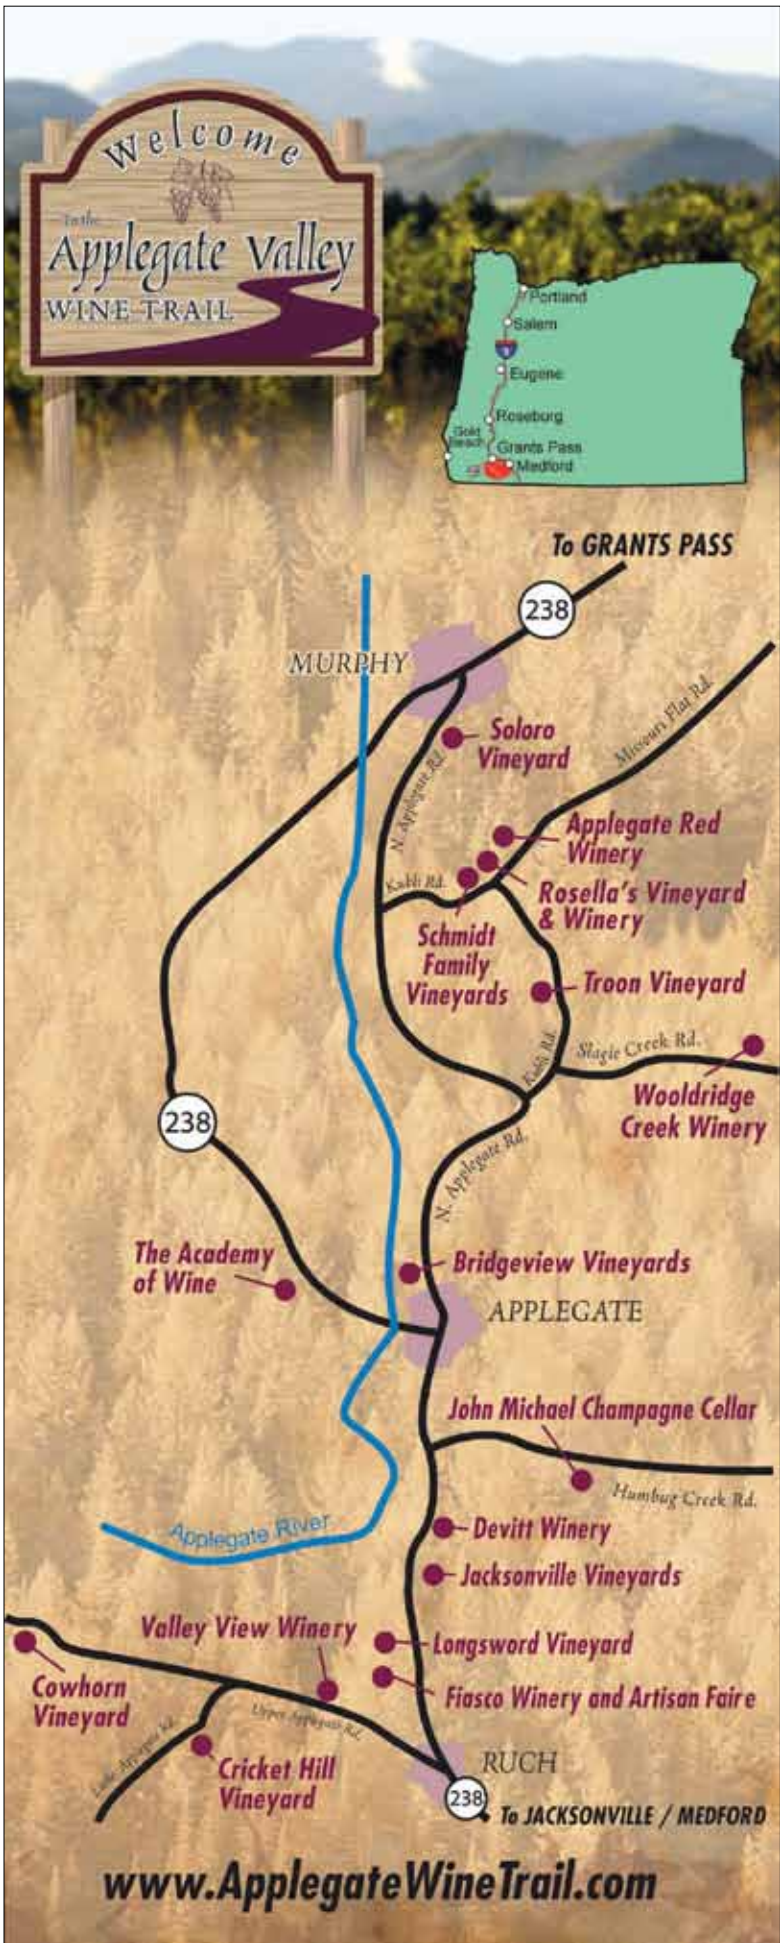 Welcome
to the
Applegate Valley
WINE TRAIL
Portland
Salem
5
Eugene
Roseburg
Gold
Beach
Grants Pass
Medford
To GRANTS PASS
238
MURPHY
Missouri Flat Rd.
Soloro
Vineyard
N. Applegate Rd.
Applegate Red
Winery
Kubli Rd.
Rosella's Vineyard
& Winery
Schmidt
Family
Vineyards
Troon Vineyard
Kubli Rd.
Slagle Creek Rd.
Wooldridge
Creek Winery
238
N. Applegate Rd.
The Academy
of Wine
Bridgeview Vineyards
APPLEGATE
John Michael Champagne Cellar
Humbug Creek Rd.
Applegate River
Devitt Winery
Jacksonville Vineyards
Valley View Winery
Longsword Vineyard
Cowhorn
Vineyard
Fiasco Winery and Artisan Faire
Upper Applegate Rd.
Little Applegate Rd.
Cricket Hill
Vineyard
RUCH
238
To JACKSONVILLE / MEDFORD
www.ApplegateWineTrail.com